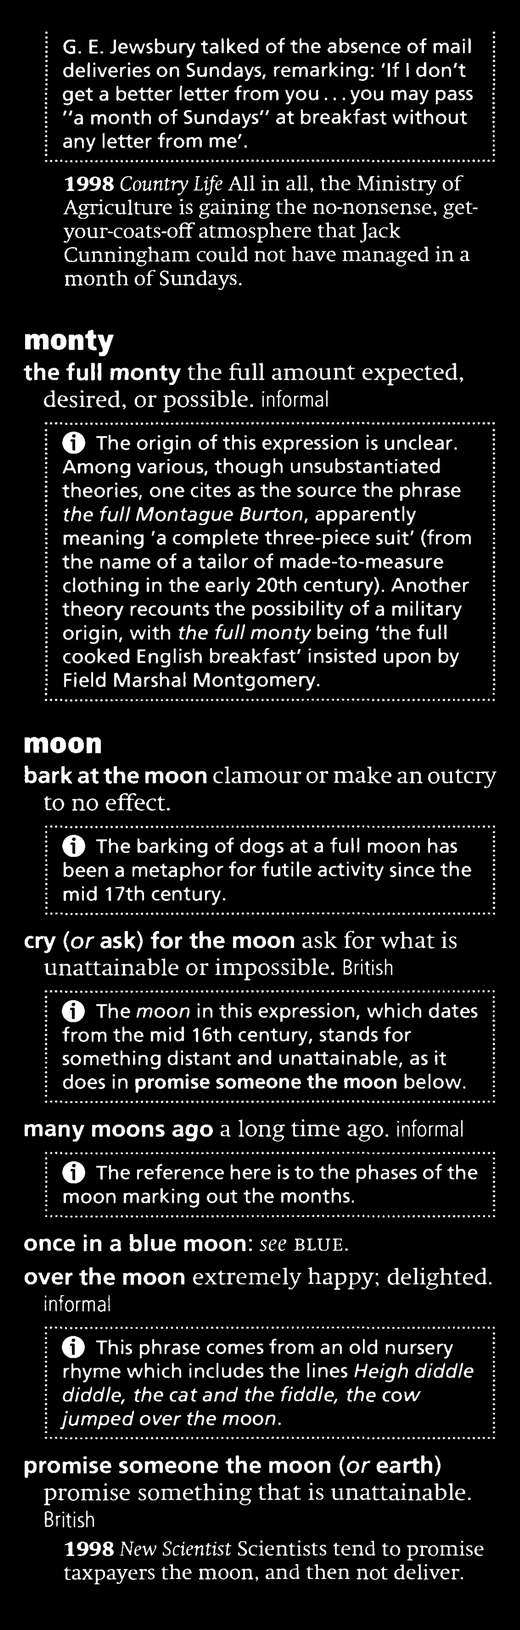 G. E. Jewsbury talked of the absence of mail
deliveries on Sundays, remarking: ‘If I don’t
get a better letter from you . . . you may pass
“a month of Sundays” at breakfast without
any letter from me’.
1998 Country Life All in all, the Ministry of
Agriculture is gaining the no-nonsense, get-
your-coats-off atmosphere that Jack
Cunningham could not have managed in a
month of Sundays.
monty
the full monty the full amount expected,
desired, or possible. informal
i The origin of this expression is unclear.
Among various, though unsubstantiated
theories, one cites as the source the phrase
the full Montague Burton, apparently
meaning ‘a complete three-piece suit’ (from
the name of a tailor of made-to-measure
clothing in the early 20th century). Another
theory recounts the possibility of a military
origin, with the full monty being ‘the full
cooked English breakfast’ insisted upon by
Field Marshal Montgomery.
moon
bark at the moon clamour or make an outcry
to no effect.
i The barking of dogs at a full moon has
been a metaphor for futile activity since the
mid 17th century.
cry (or ask) for the moon ask for what is
unattainable or impossible. British
i The moon in this expression, which dates
from the mid 16th century, stands for
something distant and unattainable, as it
does in promise someone the moon below.
many moons ago a long time ago. informal
i The reference here is to the phases of the
moon marking out the months.
once in a blue moon: see BLUE.
over the moon extremely happy; delighted.
informal
i This phrase comes from an old nursery
rhyme which includes the lines Heigh diddle
diddle, the cat and the fiddle, the cow
jumped over the moon.
promise someone the moon (or earth)
promise something that is unattainable.
British
1998 New Scientist Scientists tend to promise
taxpayers the moon, and then not deliver.